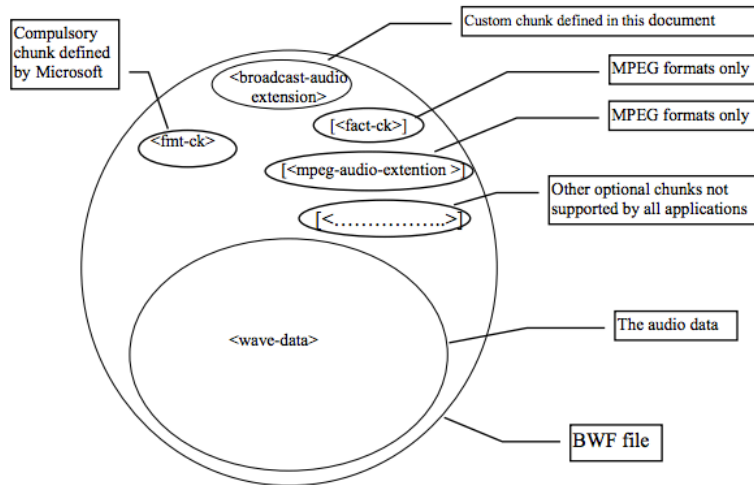 Custom chunk defined in this document
Compulsory
chunk defined
by Microsoft
<broadcast-audio
extension>
MPEG formats only
[<fact-ck>]
MPEG formats only
<fmt-ck>
[<mpeg-audio-extention >]
Other optional chunks not
supported by all applications
[<……………..>]
<wave-data>
The audio data
BWF file